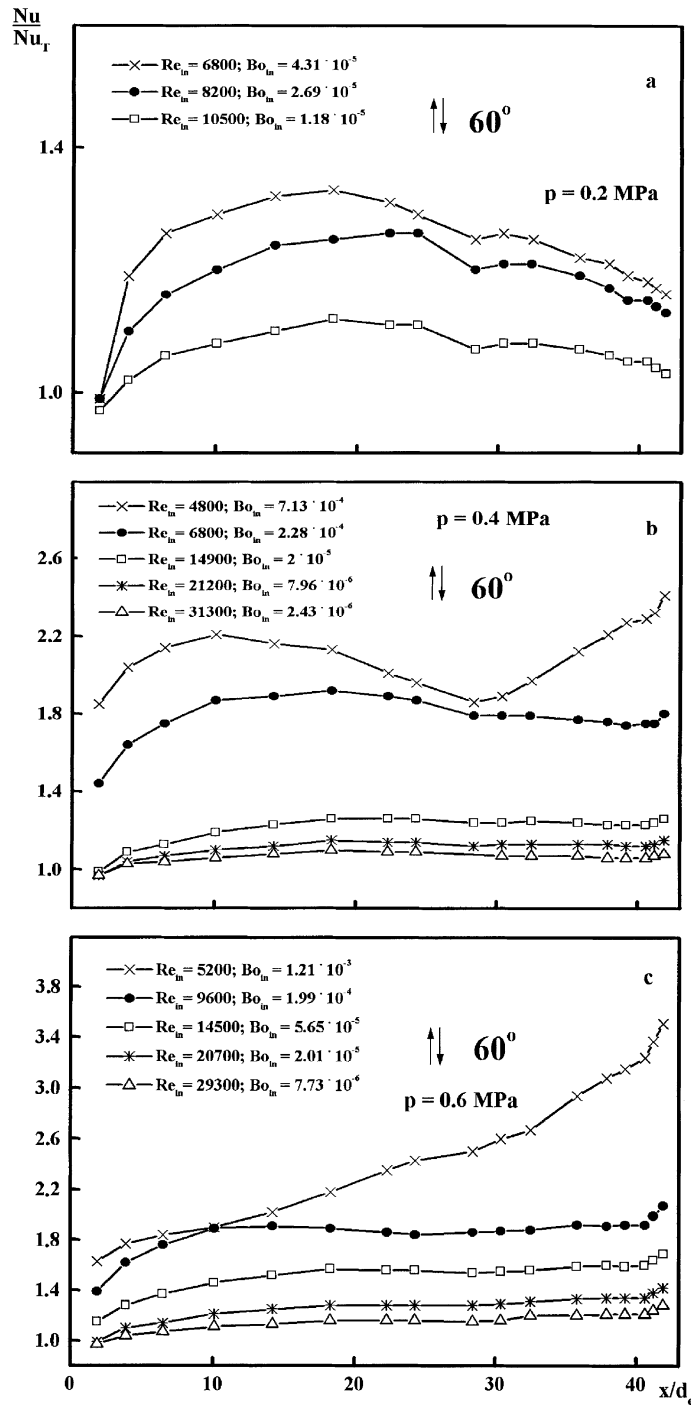 Nu
Nu_T
Re_in = 6800; Bo_in = 4.31 · 10^-5
Re_in = 8200; Bo_in = 2.69 · 10^-5
Re_in = 10500; Bo_in = 1.18 · 10^-5
a
60°
p = 0.2 MPa
1.4
1.0
Re_in = 4800; Bo_in = 7.13 · 10^-4
Re_in = 6800; Bo_in = 2.28 · 10^-4
Re_in = 14900; Bo_in = 2 · 10^-5
Re_in = 21200; Bo_in = 7.96 · 10^-6
Re_in = 31300; Bo_in = 2.43 · 10^-6
p = 0.4 MPa
b
60°
2.6
2.2
1.8
1.4
1.0
Re_in = 5200; Bo_in = 1.21 · 10^-3
Re_in = 9600; Bo_in = 1.99 · 10^-4
Re_in = 14500; Bo_in = 5.65 · 10^-5
Re_in = 20700; Bo_in = 2.01 · 10^-5
Re_in = 29300; Bo_in = 7.73 · 10^-6
c
60°
p = 0.6 MPa
3.8
3.4
3.0
2.6
2.2
1.8
1.4
1.0
0 10 20 30 40 x/d_e